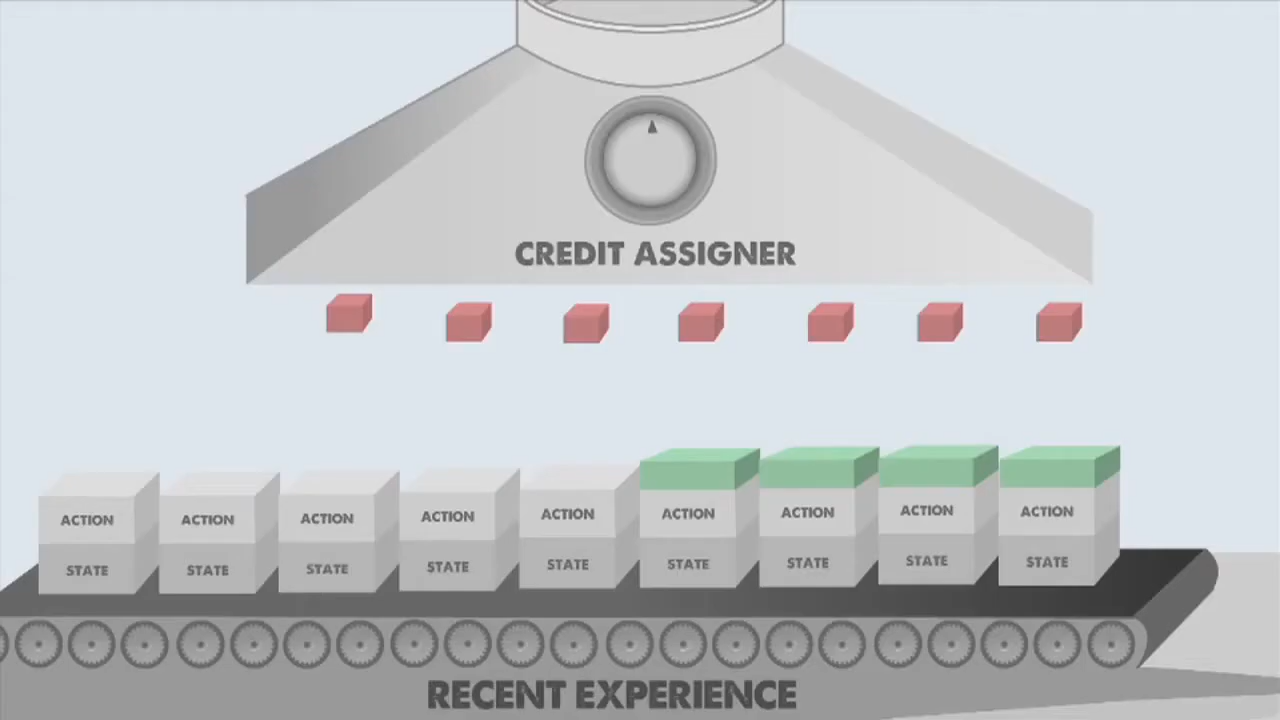 CREDIT ASSIGNER
ACTION ACTION ACTION ACTION ACTION ACTION ACTION ACTION ACTION
STATE STATE STATE STATE STATE STATE STATE STATE STATE
RECENT EXPERIENCE